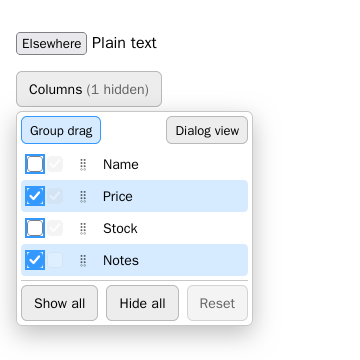 Elsewhere Plain text
Columns (1 hidden)
Group drag Dialog view
Name
Price
Stock
Notes
Show all Hide all Reset